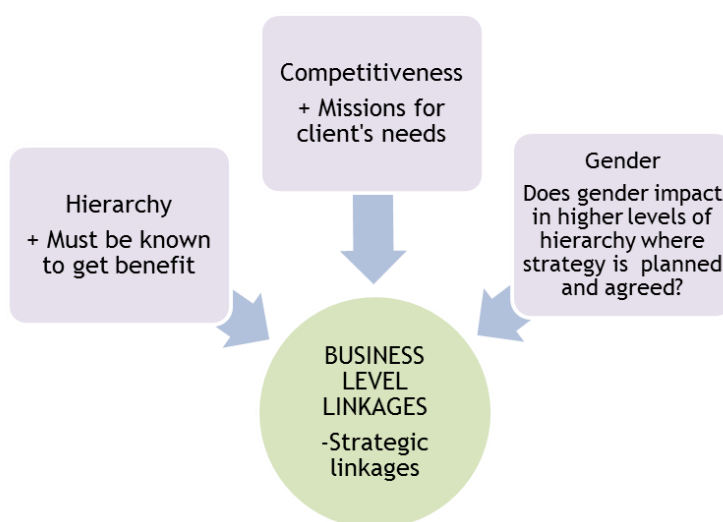 Competitiveness
+ Missions for
client's needs
Hierarchy
+ Must be known
to get benefit
Gender
Does gender impact
in higher levels of
hierarchy where
strategy is planned
and agreed?
BUSINESS
LEVEL
LINKAGES
-Strategic
linkages